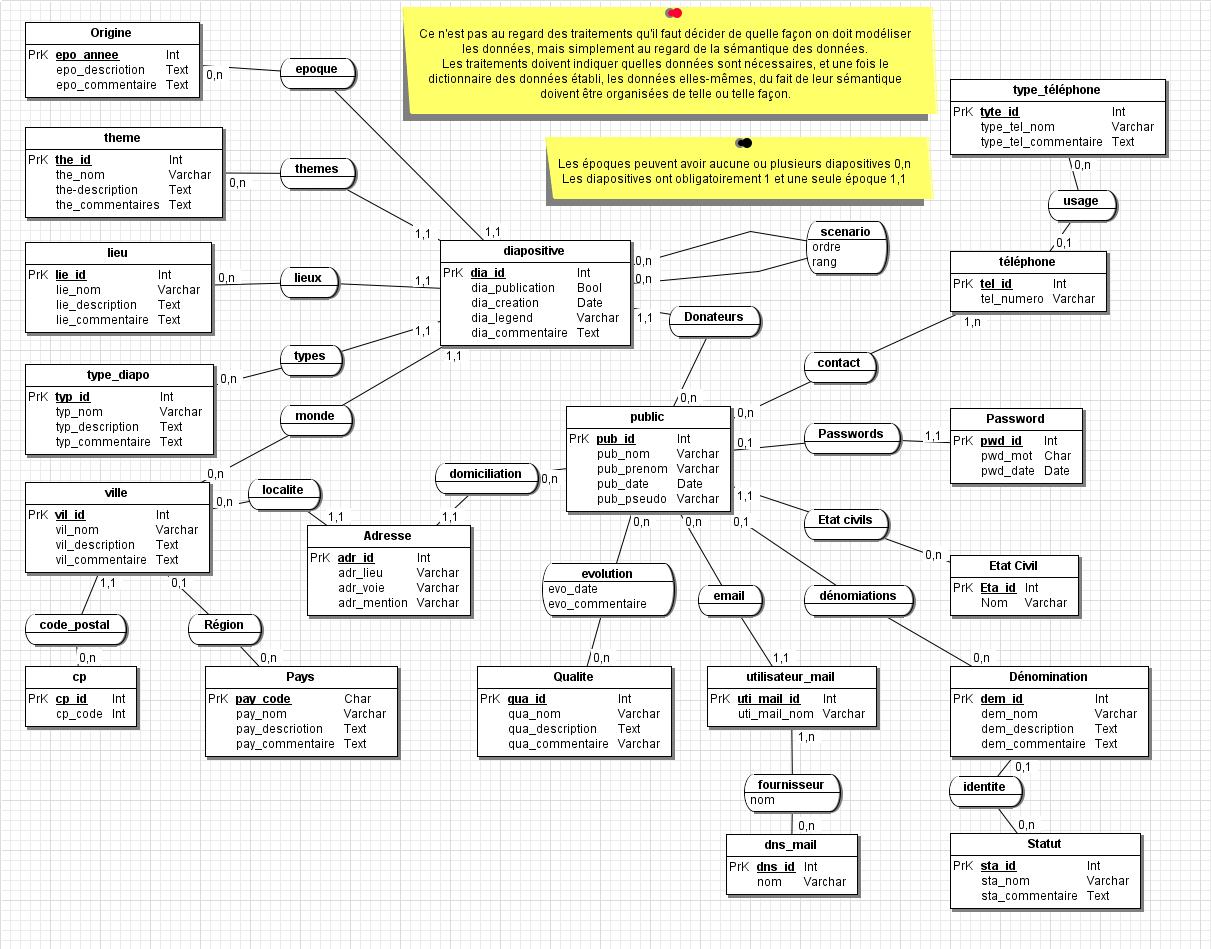 Origine
PrK epo_annee Int
epo_description Text
epo_commentaire Text
0,n
epoque
Ce n'est pas au regard des traitements qu'il faut décider de quelle façon on doit modéliser
les données, mais simplement au regard de la sémantique des données.
Les traitements doivent indiquer quelles données sont nécessaires, et une fois le
dictionnaire des données établi, les données elles-mêmes, du fait de leur sémantique
doivent être organisées de telle ou telle façon.
Les époques peuvent avoir aucune ou plusieurs diapositives 0,n
Les diapositives ont obligatoirement 1 et une seule époque 1,1
type_téléphone
PrK tyte_id Int
type_tel_nom Varchar
type_tel_commentaire Text
0,n
usage
0,1
theme
PrK the_id Int
the_nom Varchar
the-description Text
the_commentaires Text
0,n
themes
1,1
1,1
lieu
PrK lie_id Int
lie_nom Varchar
lie_description Text
lie_commentaire Text
0,n
lieux
1,1
diapositive
PrK dia_id Int
dia_publication Bool
dia_creation Date
dia_legend Varchar
dia_commentaire Text
0,n
0,n
1,1
scenario
ordre
rang
téléphone
PrK tel_id Int
tel_numero Varchar
1,n
Donateurs
0,n
contact
0,n
type_diapo
PrK typ_id Int
typ_nom Varchar
typ_description Text
typ_commentaire Text
0,n
types
1,1
monde
1,1
0,n
public
PrK pub_id Int
pub_nom Varchar
pub_prenom Varchar
pub_date Date
pub_pseudo Varchar
0,1
Passwords
1,1
Password
PrK pwd_id Int
pwd_mot Char
pwd_date Date
ville
PrK vil_id Int
vil_nom Varchar
vil_description Text
vil_commentaire Text
0,n
localite
1,1
domiciliation
0,n
1,1
Adresse
PrK adr_id Int
adr_lieu Varchar
adr_voie Varchar
adr_mention Varchar
1,1
Etat civils
0,n
Etat Civil
PrK Eta_id Int
Nom Varchar
0,n
0,n
0,1
evolution
evo_date
evo_commentaire
email
dénomiations
1,1
0,1
code_postal
Région
0,n
0,n
0,n
1,1
0,n
cp
PrK cp_id Int
cp_code Int
Pays
PrK pay_code Char
pay_nom Varchar
pay_description Text
pay_commentaire Text
Qualite
PrK qua_id Int
qua_nom Varchar
qua_description Text
qua_commentaire Varchar
utilisateur_mail
PrK uti_mail_id Int
uti_mail_nom Varchar
1,n
Dénomination
PrK dem_id Int
dem_nom Varchar
dem_description Text
dem_commentaire Text
0,1
fournisseur
nom
0,n
identite
0,n
dns_mail
PrK dns_id Int
nom Varchar
Statut
PrK sta_id Int
sta_nom Varchar
sta_commentaire Text